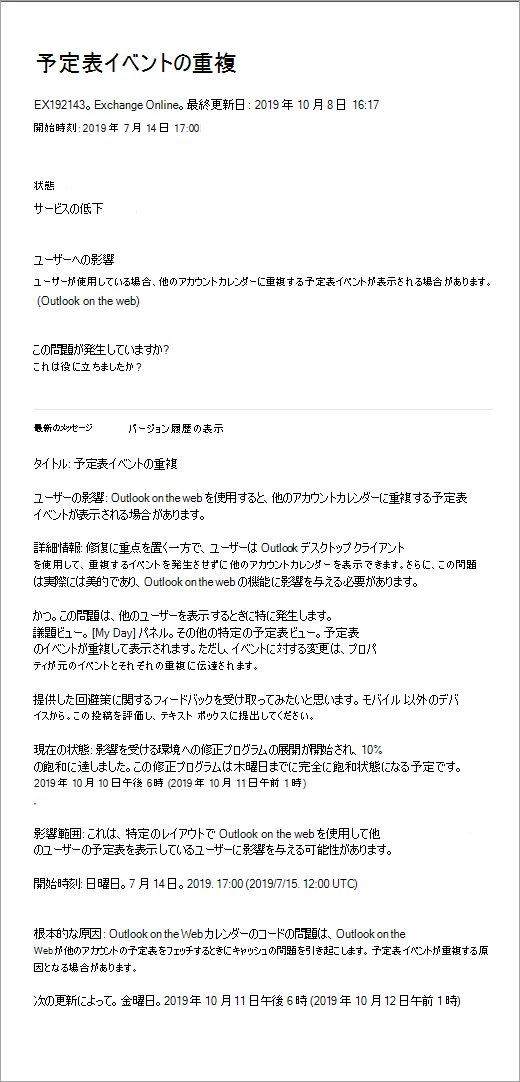 予定表イベントの重複
EX192143。Exchange Online。最終更新日: 2019 年 10 月 8 日 16:17
開始時刻: 2019 年 7 月 14 日 17:00
状態
サービスの低下
ユーザーへの影響
ユーザーが使用している場合、他のアカウントカレンダーに重複する予定表イベントが表示される場合があります。
(Outlook on the web)
この問題が発生していますか?
これは役に立ちましたか?
最新のメッセージ バージョン履歴の表示
タイトル: 予定表イベントの重複
ユーザーの影響: Outlook on the web を使用すると、他のアカウントカレンダーに重複する予定表
イベントが表示される場合があります。
詳細情報: 修復に重点を置く一方で、ユーザーは Outlook デスクトップ クライアント
を使用して、重複するイベントを発生させずに他のアカウントカレンダーを表示できます。さらに、この問題
は実際には美的であり、Outlook on the web の機能に影響を与える必要があります。
かつ。この問題は、他のユーザーを表示するときに特に発生します。
議題ビュー。[My Day] パネル。その他の特定の予定表ビュー。予定表
のイベントが重複して表示されます。ただし、イベントに対する変更は、プロパ
ティが元のイベントとそれぞれの重複に伝達されます。
提供した回避策に関するフィードバックを受け取ってみたいと思います。モバイル以外のデバ
イスから。この投稿を評価し、テキスト ボックスに提出してください。
現在の状態: 影響を受ける環境への修正プログラムの展開が開始され、10%
の飽和に達しました。この修正プログラムは木曜日までに完全に飽和状態になる予定です。
2019 年 10 月 10 日午後 6 時 (2019 年 10 月 11 日午前 1 時)
。
影響範囲: これは、特定のレイアウトで Outlook on the web を使用して他
のユーザーの予定表を表示しているユーザーに影響を与える可能性があります。
開始時刻: 日曜日。7 月 14 日。2019. 17:00 (2019/7/15. 12:00 UTC)
根本的な原因: Outlook on the Web カレンダーのコードの問題は、Outlook on the
Web が他のアカウントの予定表をフェッチするときにキャッシュの問題を引き起こします。予定表イベントが重複する原
因となる場合があります。
次の更新によって。金曜日。2019 年 10 月 11 日午後 6 時 (2019 年 10 月 12 日午前 1 時)